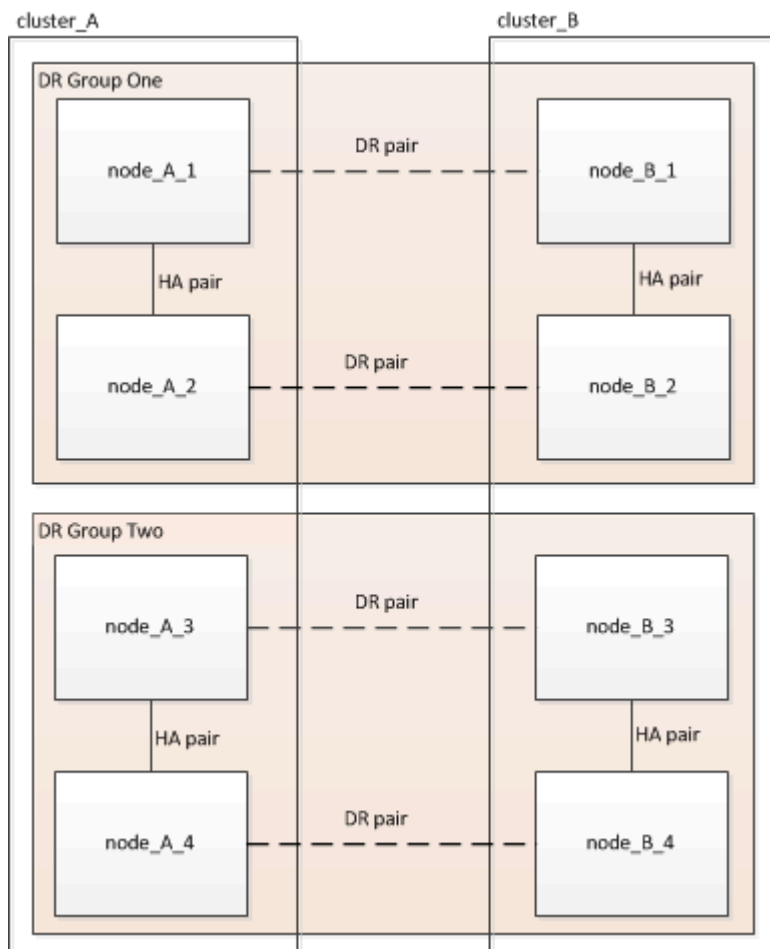 cluster_A
cluster_B
DR Group One
node_A_1
DR pair
node_B_1
HA pair
HA pair
node_A_2
DR pair
node_B_2
DR Group Two
node_A_3
DR pair
node_B_3
HA pair
HA pair
node_A_4
DR pair
node_B_4